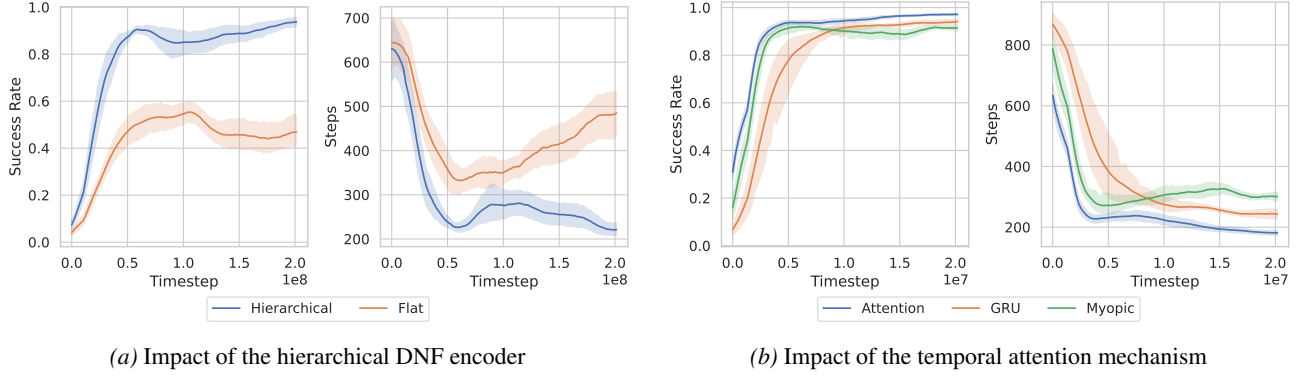 1.0
0.8
0.6
0.4
0.2
0.0
Success Rate
0.0 0.5 1.0 1.5 2.0
1e8
Timestep
700
600
500
400
300
200
Steps
0.0 0.5 1.0 1.5 2.0
1e8
Timestep
Hierarchical Flat
(a) Impact of the hierarchical DNF encoder
1.0
0.8
0.6
0.4
0.2
0.0
Success Rate
0.0 0.5 1.0 1.5 2.0
1e7
Timestep
800
600
400
200
Steps
0.0 0.5 1.0 1.5 2.0
1e7
Timestep
Attention GRU Myopic
(b) Impact of the temporal attention mechanism